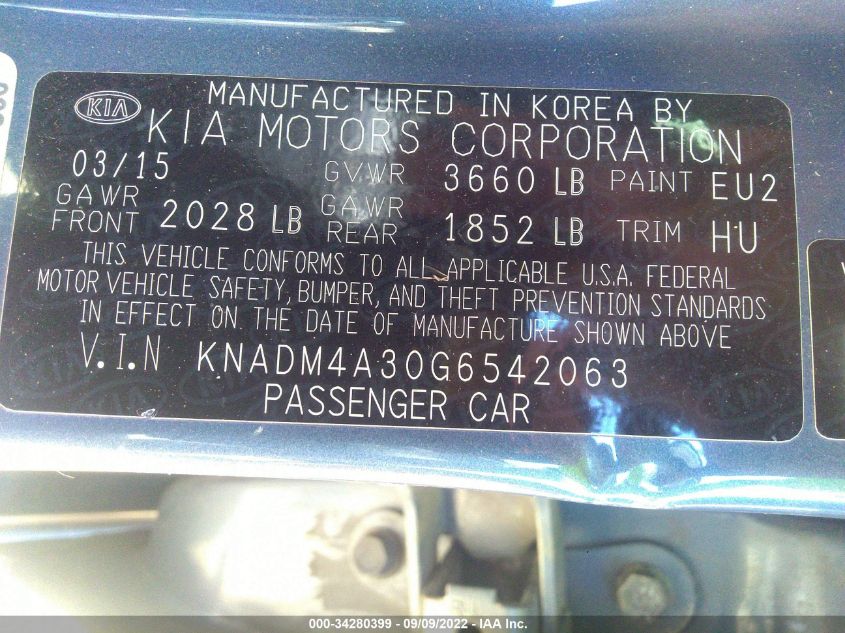 MANUFACTURED IN KOREA BY
KIA KIA MOTORS CORPORATION
03/15 GVWR 3660 LB PAINT EU2
GAWR FRONT 2028 LB GAWR REAR 1852 LB TRIM HU
THIS VEHICLE CONFORMS TO ALL APPLICABLE U.S.A. FEDERAL
MOTOR VEHICLE SAFETY, BUMPER, AND THEFT PREVENTION STANDARDS
IN EFFECT ON THE DATE OF MANUFACTURE SHOWN ABOVE
V.I.N KNADM4A30G6542063
PASSENGER CAR
000-34280399 - 09/09/2022 - IAA Inc.